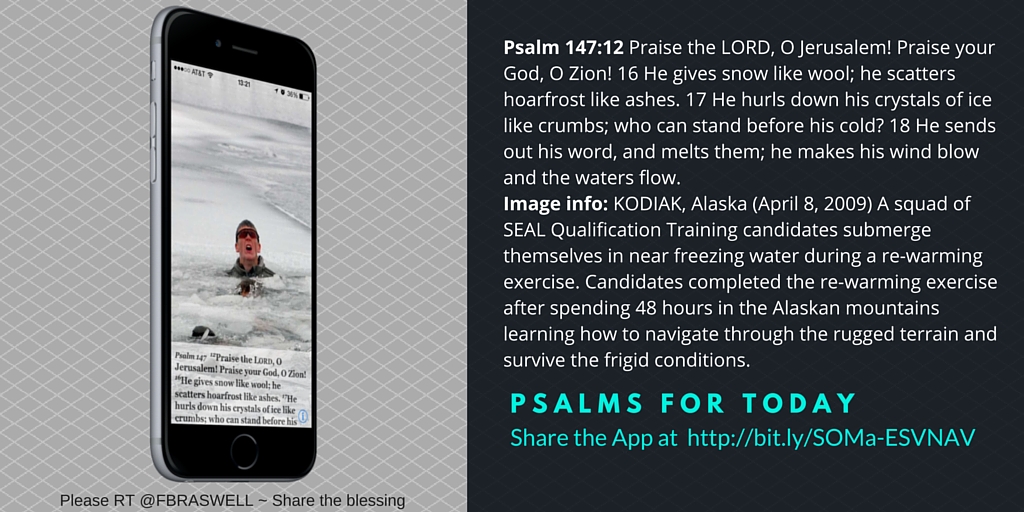 AT&T
13:21
36%
Psalm 147 ¹²Praise the LORD, O
Jerusalem! Praise your God, O Zion!
¹⁶He gives snow like wool; he
scatters hoarfrost like ashes. ¹⁷He
hurls down his crystals of ice like
crumbs; who can stand before his
Please RT @FBRASWELL ~ Share the blessing
Psalm 147:12 Praise the LORD, O Jerusalem! Praise your
God, O Zion! 16 He gives snow like wool; he scatters
hoarfrost like ashes. 17 He hurls down his crystals of ice
like crumbs; who can stand before his cold? 18 He sends
out his word, and melts them; he makes his wind blow
and the waters flow.
Image info: KODIAK, Alaska (April 8, 2009) A squad of
SEAL Qualification Training candidates submerge
themselves in near freezing water during a re-warming
exercise. Candidates completed the re-warming exercise
after spending 48 hours in the Alaskan mountains
learning how to navigate through the rugged terrain and
survive the frigid conditions.
PSALMS FOR TODAY
Share the App at http://bit.ly/SOMa-ESVNAV